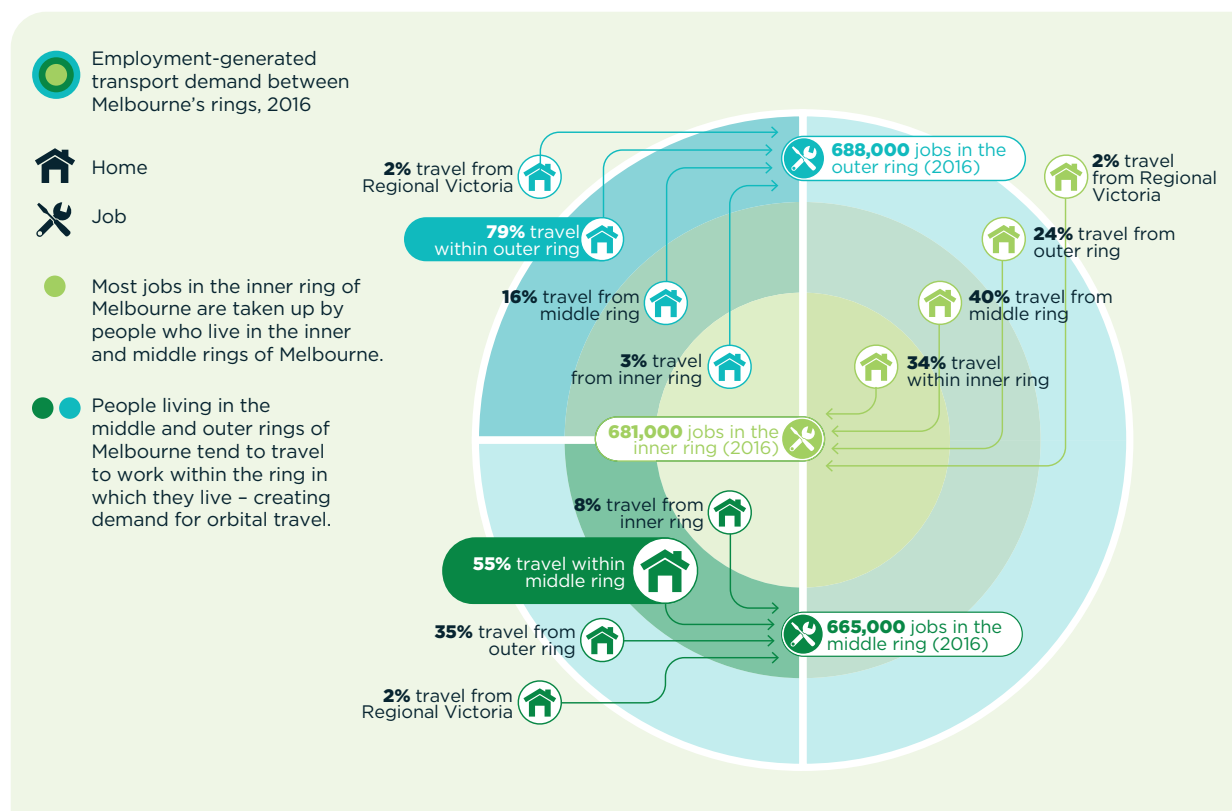 Employment-generated
transport demand between
Melbourne’s rings, 2016
Home
Job
Most jobs in the inner ring of
Melbourne are taken up by
people who live in the inner
and middle rings of Melbourne.
People living in the
middle and outer rings of
Melbourne tend to travel
to work within the ring in
which they live – creating
demand for orbital travel.
688,000 jobs in the
outer ring (2016)
2% travel from
Regional Victoria
79% travel
within outer ring
16% travel from
middle ring
3% travel
from inner ring
2% travel
from Regional
Victoria
24% travel from
outer ring
40% travel from
middle ring
34% travel
within inner ring
681,000 jobs in the
inner ring (2016)
8% travel from
inner ring
55% travel within
middle ring
35% travel from
outer ring
2% travel from
Regional Victoria
665,000 jobs in the
middle ring (2016)